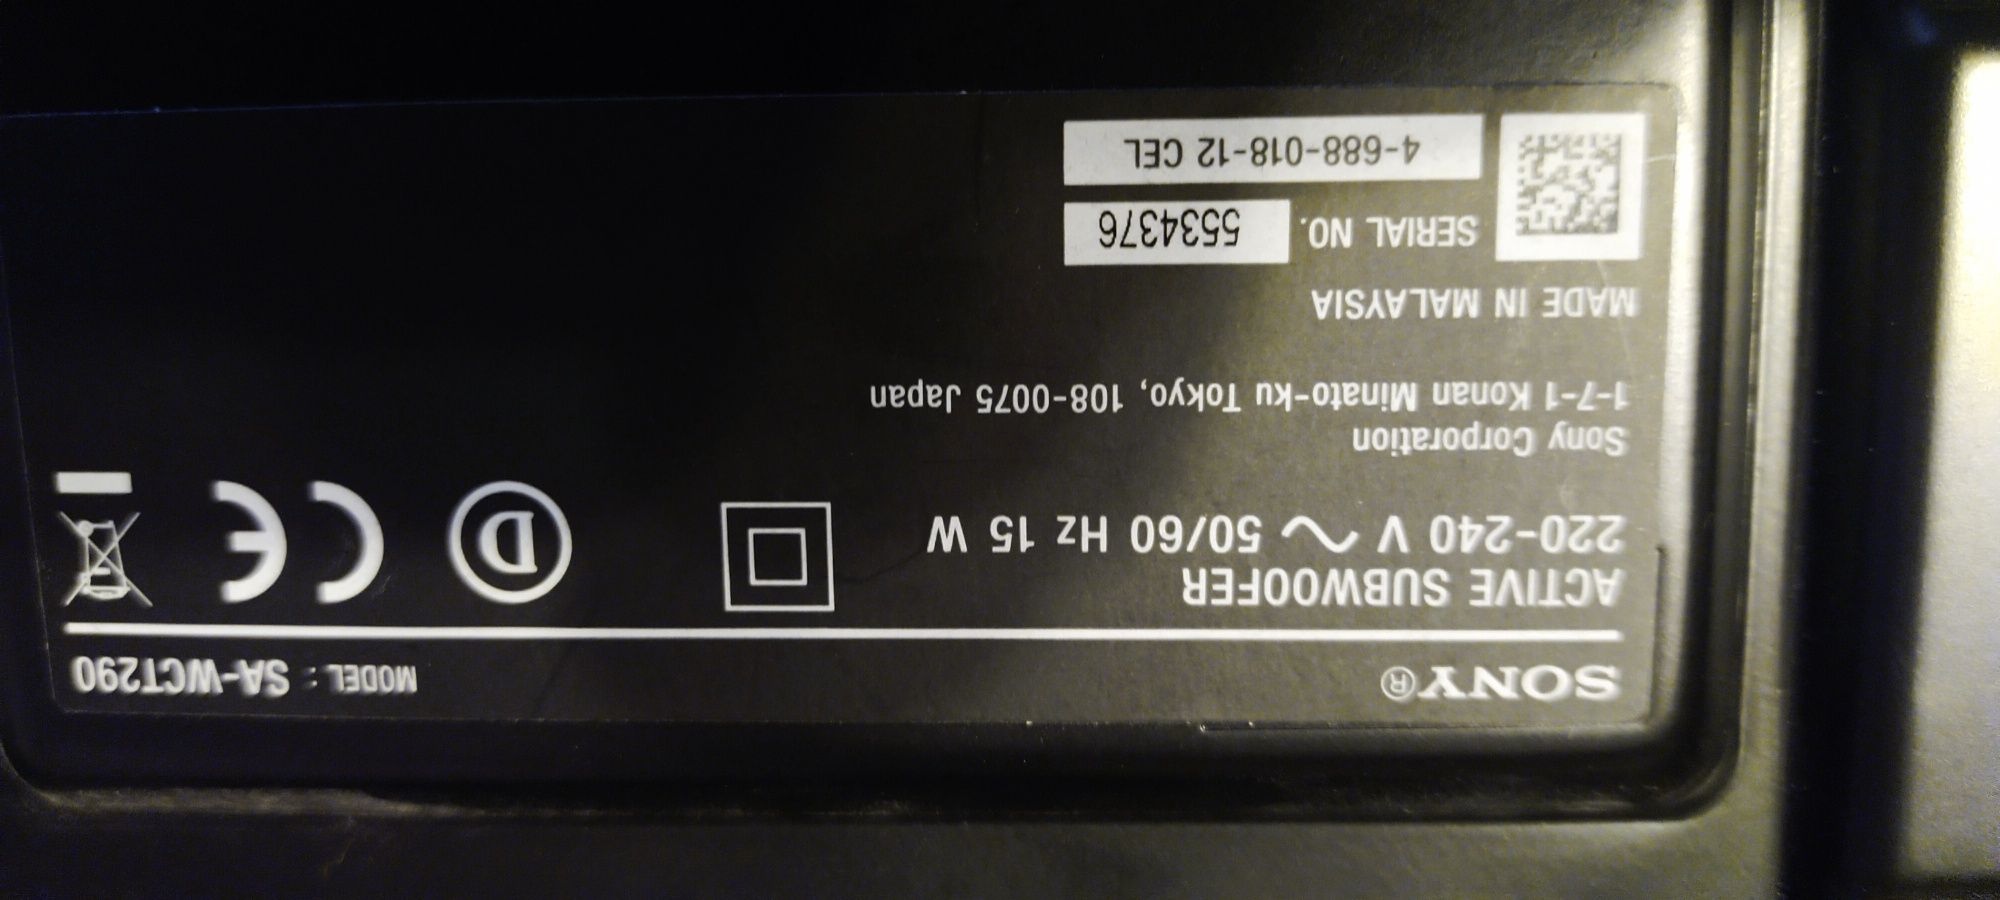 SONY® MODEL : SA-WCT290
ACTIVE SUBWOOFER
220-240 V ~ 50/60 Hz 15 W
D CE
Sony Corporation
1-7-1 Konan Minato-ku Tokyo, 108-0075 Japan
MADE IN MALAYSIA
SERIAL NO. 5534376
4-688-018-12 CEL